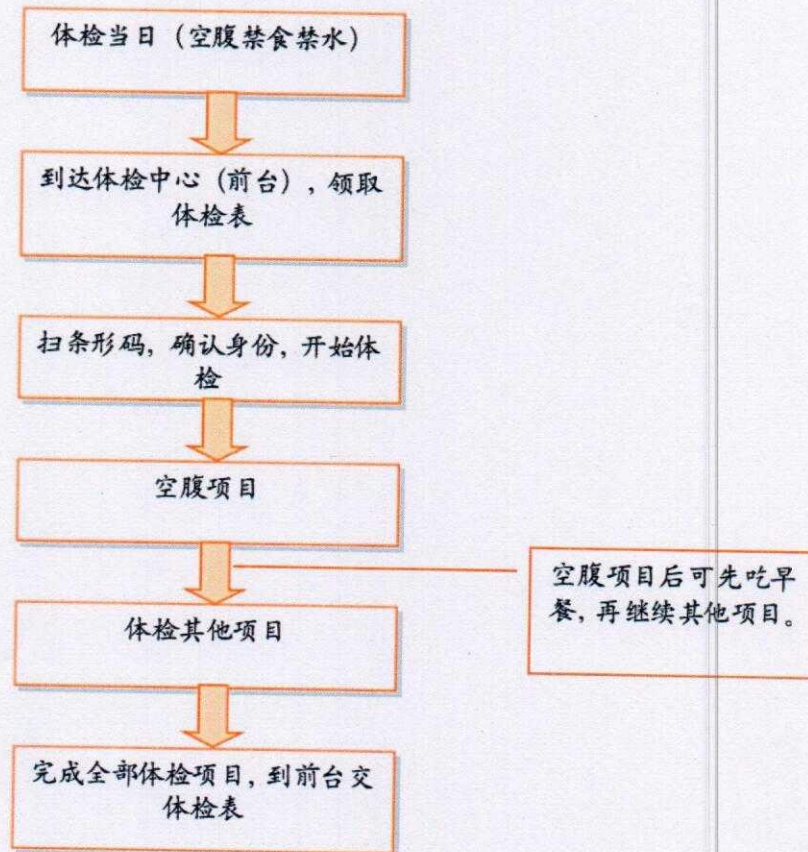 体检当日（空腹禁食禁水）
到达体检中心（前台），领取
体检表
扫条形码，确认身份，开始体
检
空腹项目
空腹项目后可先吃早
餐，再继续其他项目。
体检其他项目
完成全部体检项目，到前台交
体检表